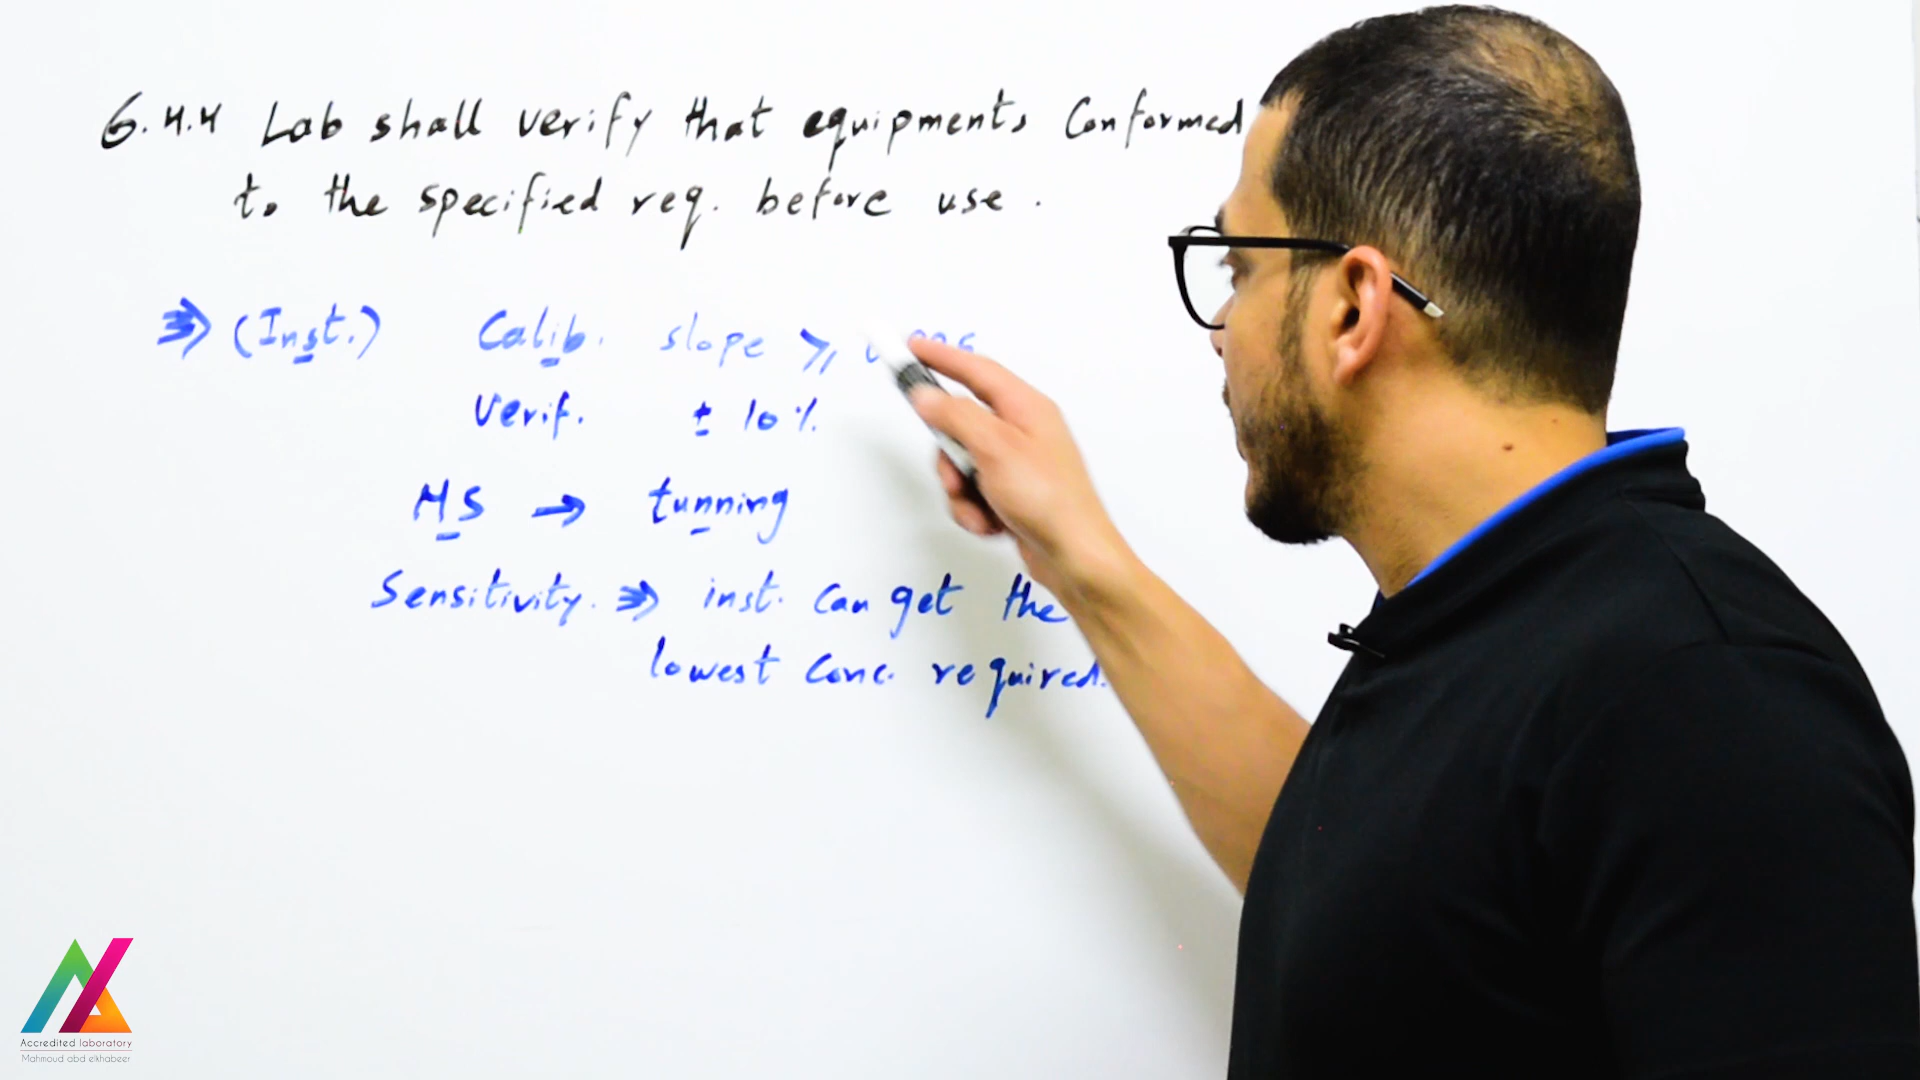 6.4.4 Lab shall verify that equipments Conformed
to the specified req. before use.
⇒ (Inst.) Calib. slope ⩾
Verif. ± 10%
MS → tunning
Sensitivity. ⇒ inst. Can get the
lowest Conc. required.
Accredited laboratory
Mahmoud abd elkhabeer